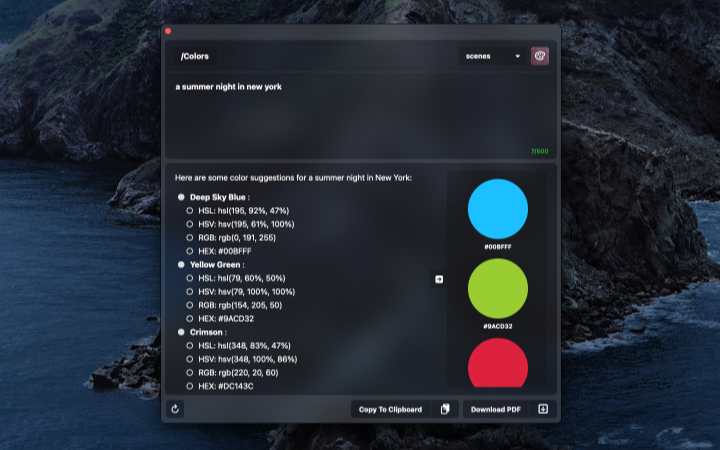 /Colors
scenes
a summer night in new york
7/500
Here are some color suggestions for a summer night in New York:
Deep Sky Blue :
HSL: hsl(195, 92%, 47%)
HSV: hsv(195, 61%, 100%)
RGB: rgb(0, 191, 255)
HEX: #00BFFF
Yellow Green :
HSL: hsl(79, 60%, 50%)
HSV: hsv(79, 100%, 100%)
RGB: rgb(154, 205, 50)
HEX: #9ACD32
Crimson :
HSL: hsl(348, 83%, 47%)
HSV: hsv(348, 100%, 86%)
RGB: rgb(220, 20, 60)
HEX: #DC143C
#00BFFF
#9ACD32
Copy To Clipboard
Download PDF